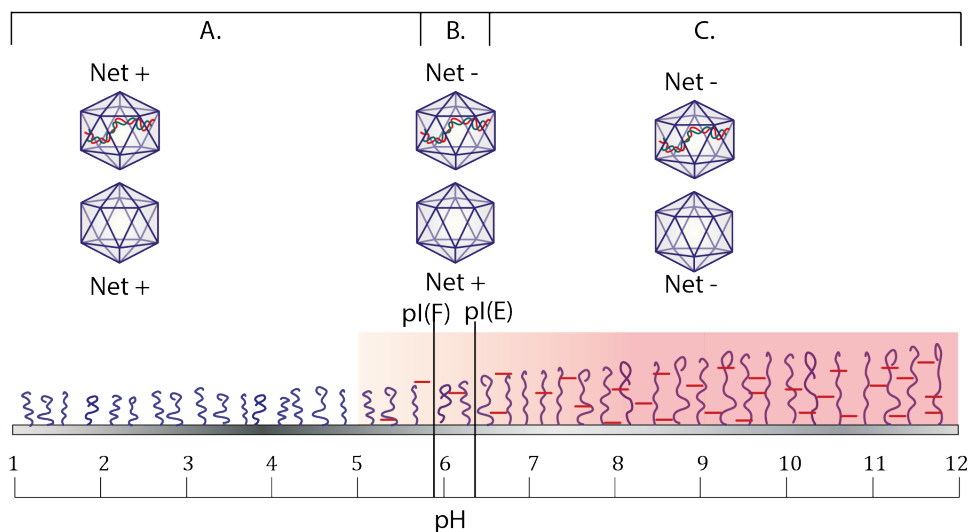 A. B. C.
Net + Net - Net -
Net + Net + Net -
pI(F) pI(E)
1 2 3 4 5 6 7 8 9 10 11 12
pH